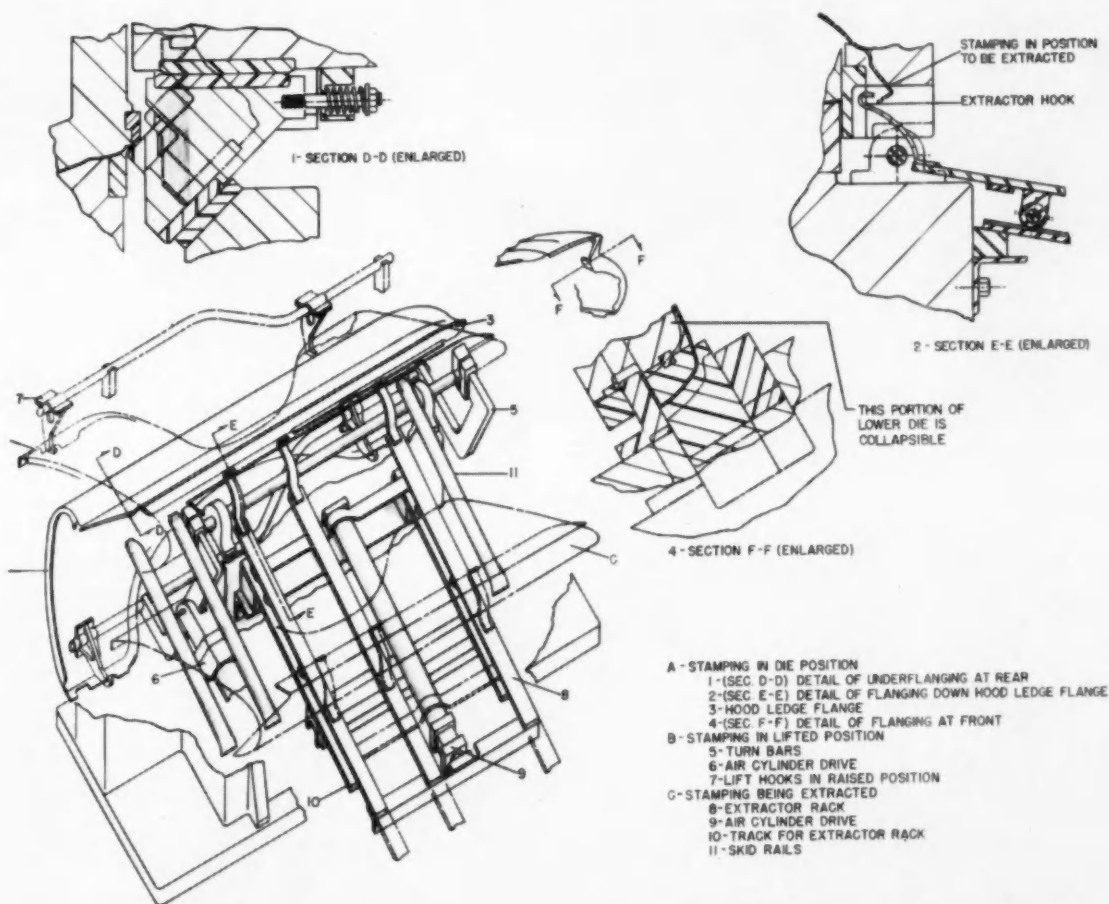 1- SECTION D-D (ENLARGED)
STAMPING IN POSITION
TO BE EXTRACTED
EXTRACTOR HOOK
2- SECTION E-E (ENLARGED)
F
F
THIS PORTION OF
LOWER DIE IS
COLLAPSIBLE
4- SECTION F-F (ENLARGED)
3
7
5
E
D
11
D
G
E
6
8
9
10
A - STAMPING IN DIE POSITION
1-(SEC. D-D) DETAIL OF UNDERFLANGING AT REAR
2-(SEC. E-E) DETAIL OF FLANGING DOWN HOOD LEDGE FLANGE
3-HOOD LEDGE FLANGE
4-(SEC. F-F) DETAIL OF FLANGING AT FRONT
B - STAMPING IN LIFTED POSITION
5- TURN BARS
6- AIR CYLINDER DRIVE
7-LIFT HOOKS IN RAISED POSITION
C-STAMPING BEING EXTRACTED
8-EXTRACTOR RACK
9-AIR CYLINDER DRIVE
10-TRACK FOR EXTRACTOR RACK
11- SKID RAILS